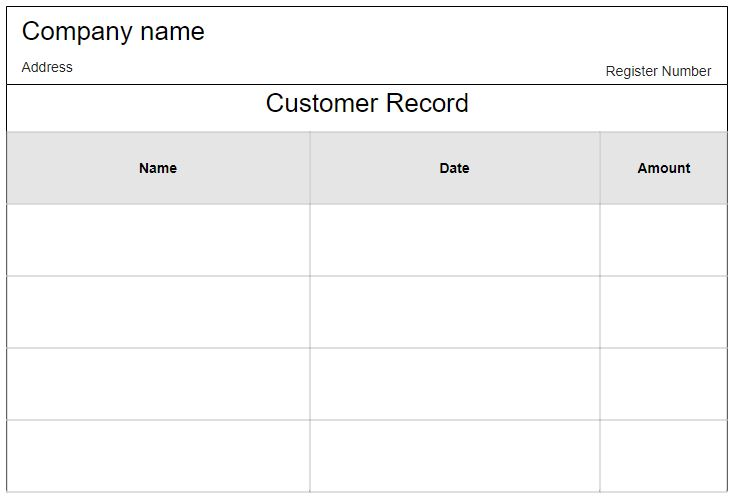 Company name
Address
Register Number
Customer Record
Name Date Amount